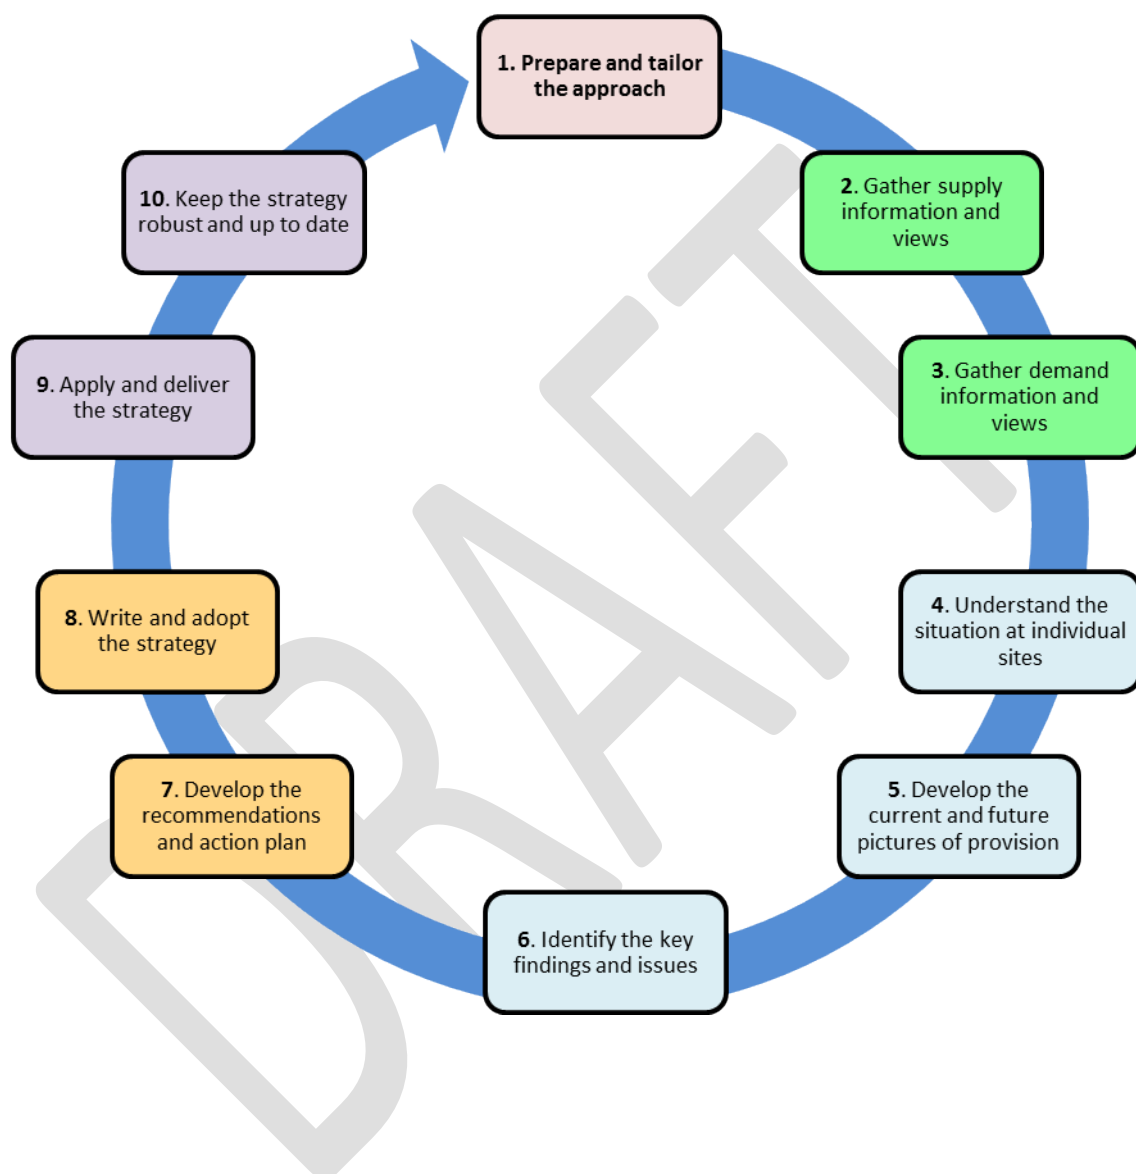 1. Prepare and tailor
the approach
2. Gather supply
information and
views
3. Gather demand
information and
views
4. Understand the
situation at individual
sites
5. Develop the
current and future
pictures of provision
6. Identify the key
findings and issues
7. Develop the
recommendations
and action plan
8. Write and adopt
the strategy
9. Apply and deliver
the strategy
10. Keep the strategy
robust and up to date
DRAFT